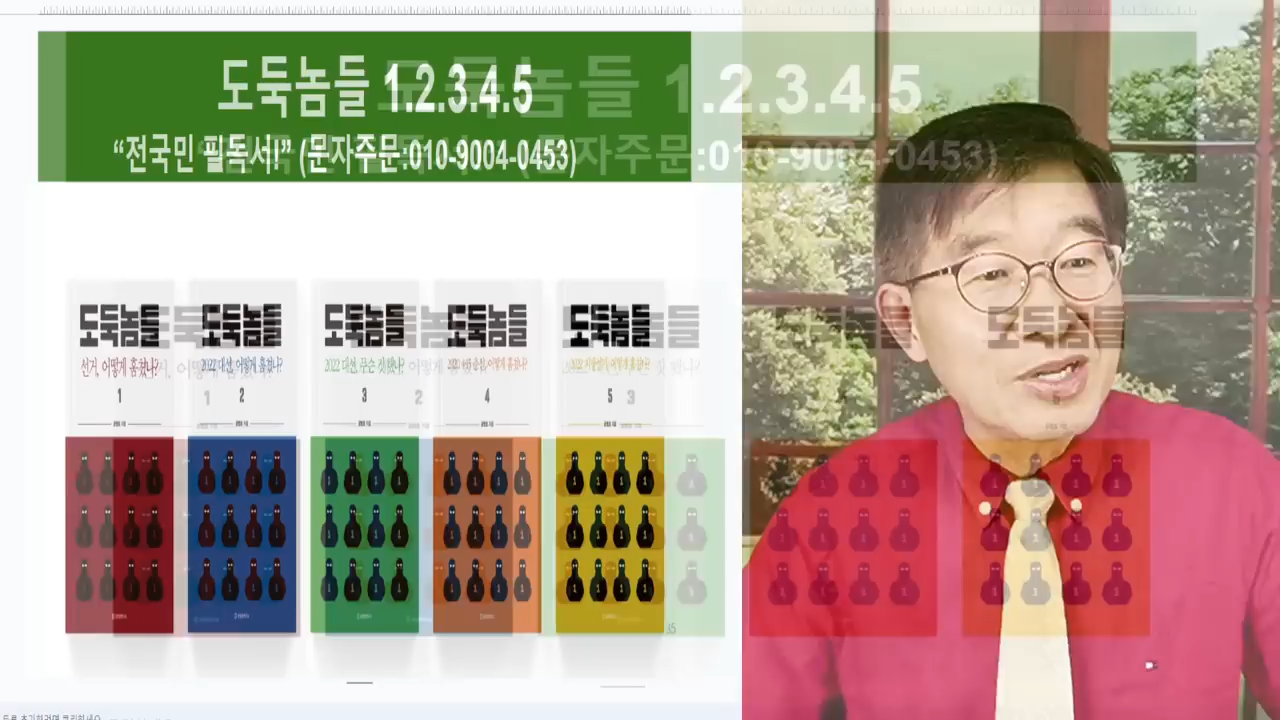 도둑놈들 1.2.3.4.5
“전국민 필독서!” (문자주문:010-9004-0453)
도둑놈들
선거, 어떻게 훔쳤나?
1
도둑놈들
2022 대선, 어떻게 훔쳤나?
2
도둑놈들
2022 대선, 무슨 짓했나?
3
도둑놈들
4
도둑놈들
5